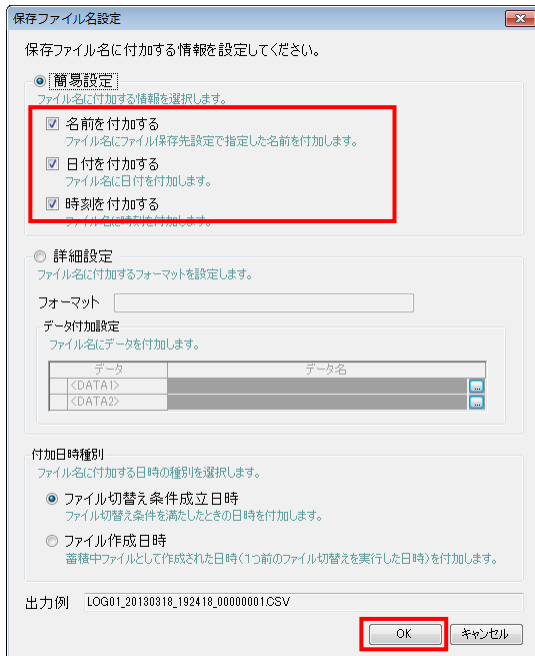 保存ファイル名設定
保存ファイル名に付加する情報を設定してください。
簡易設定
ファイル名に付加する情報を選択します。
名前を付加する
ファイル名にファイル保存先設定で指定した名前を付加します。
日付を付加する
ファイル名に日付を付加します。
時刻を付加する
ファイル名に時刻を付加します。
詳細設定
ファイル名に付加するフォーマットを設定します。
フォーマット
データ付加設定
ファイル名にデータを付加します。
データ データ名
<DATA1> ...
<DATA2> ...
付加日時種別
ファイル名に付加する日時の種別を選択します。
ファイル切替え条件成立日時
ファイル切替え条件を満たしたときの日時を付加します。
ファイル作成日時
蓄積中ファイルとして作成された日時(1つ前のファイル切替えを実行した日時)を付加します。
出力例 LOG01_20130318_192418_00000001.CSV
OK キャンセル